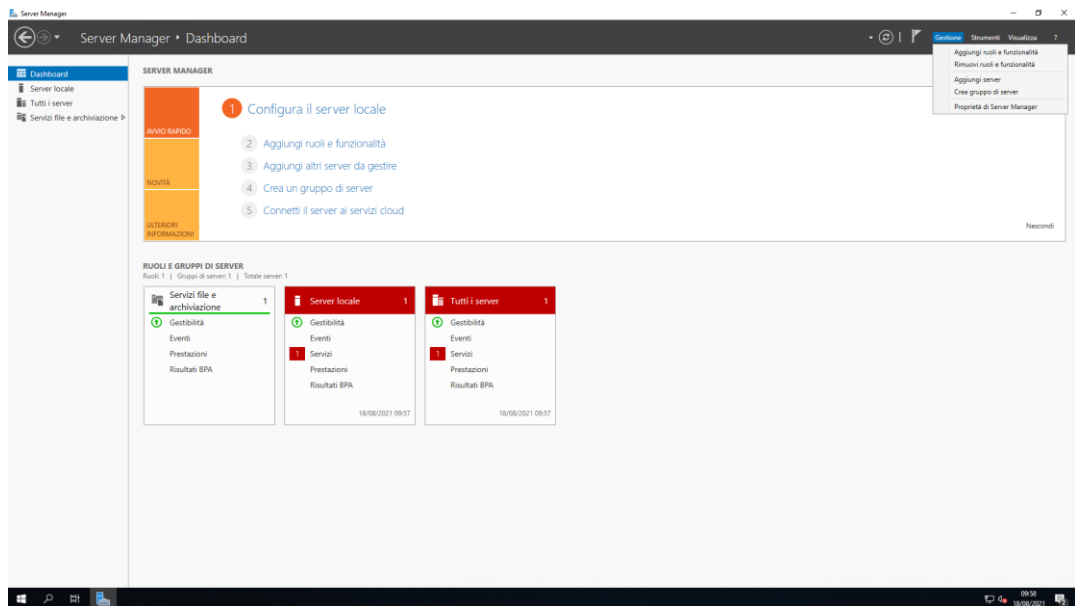 Server Manager
Server Manager • Dashboard
Gestione Strumenti Visualizza ?
Aggiungi ruoli e funzionalità
Rimuovi ruoli e funzionalità
Aggiungi server
Crea gruppo di server
Proprietà di Server Manager
Dashboard
Server locale
Tutti i server
Servizi file e archiviazione
SERVER MANAGER
AVVIO RAPIDO
NOVITÀ
ULTERIORI
INFORMAZIONI
1 Configura il server locale
2 Aggiungi ruoli e funzionalità
3 Aggiungi altri server da gestire
4 Crea un gruppo di server
5 Connetti il server ai servizi cloud
Nascondi
RUOLI E GRUPPI DI SERVER
Ruoli: 1 | Gruppi di server: 1 | Totale server: 1
Servizi file e
archiviazione 1
Gestibilità
Eventi
Prestazioni
Risultati BPA
Server locale 1
Gestibilità
Eventi
1 Servizi
Prestazioni
Risultati BPA
18/08/2021 09:57
Tutti i server 1
Gestibilità
Eventi
1 Servizi
Prestazioni
Risultati BPA
18/08/2021 09:57
09:58
18/08/2021